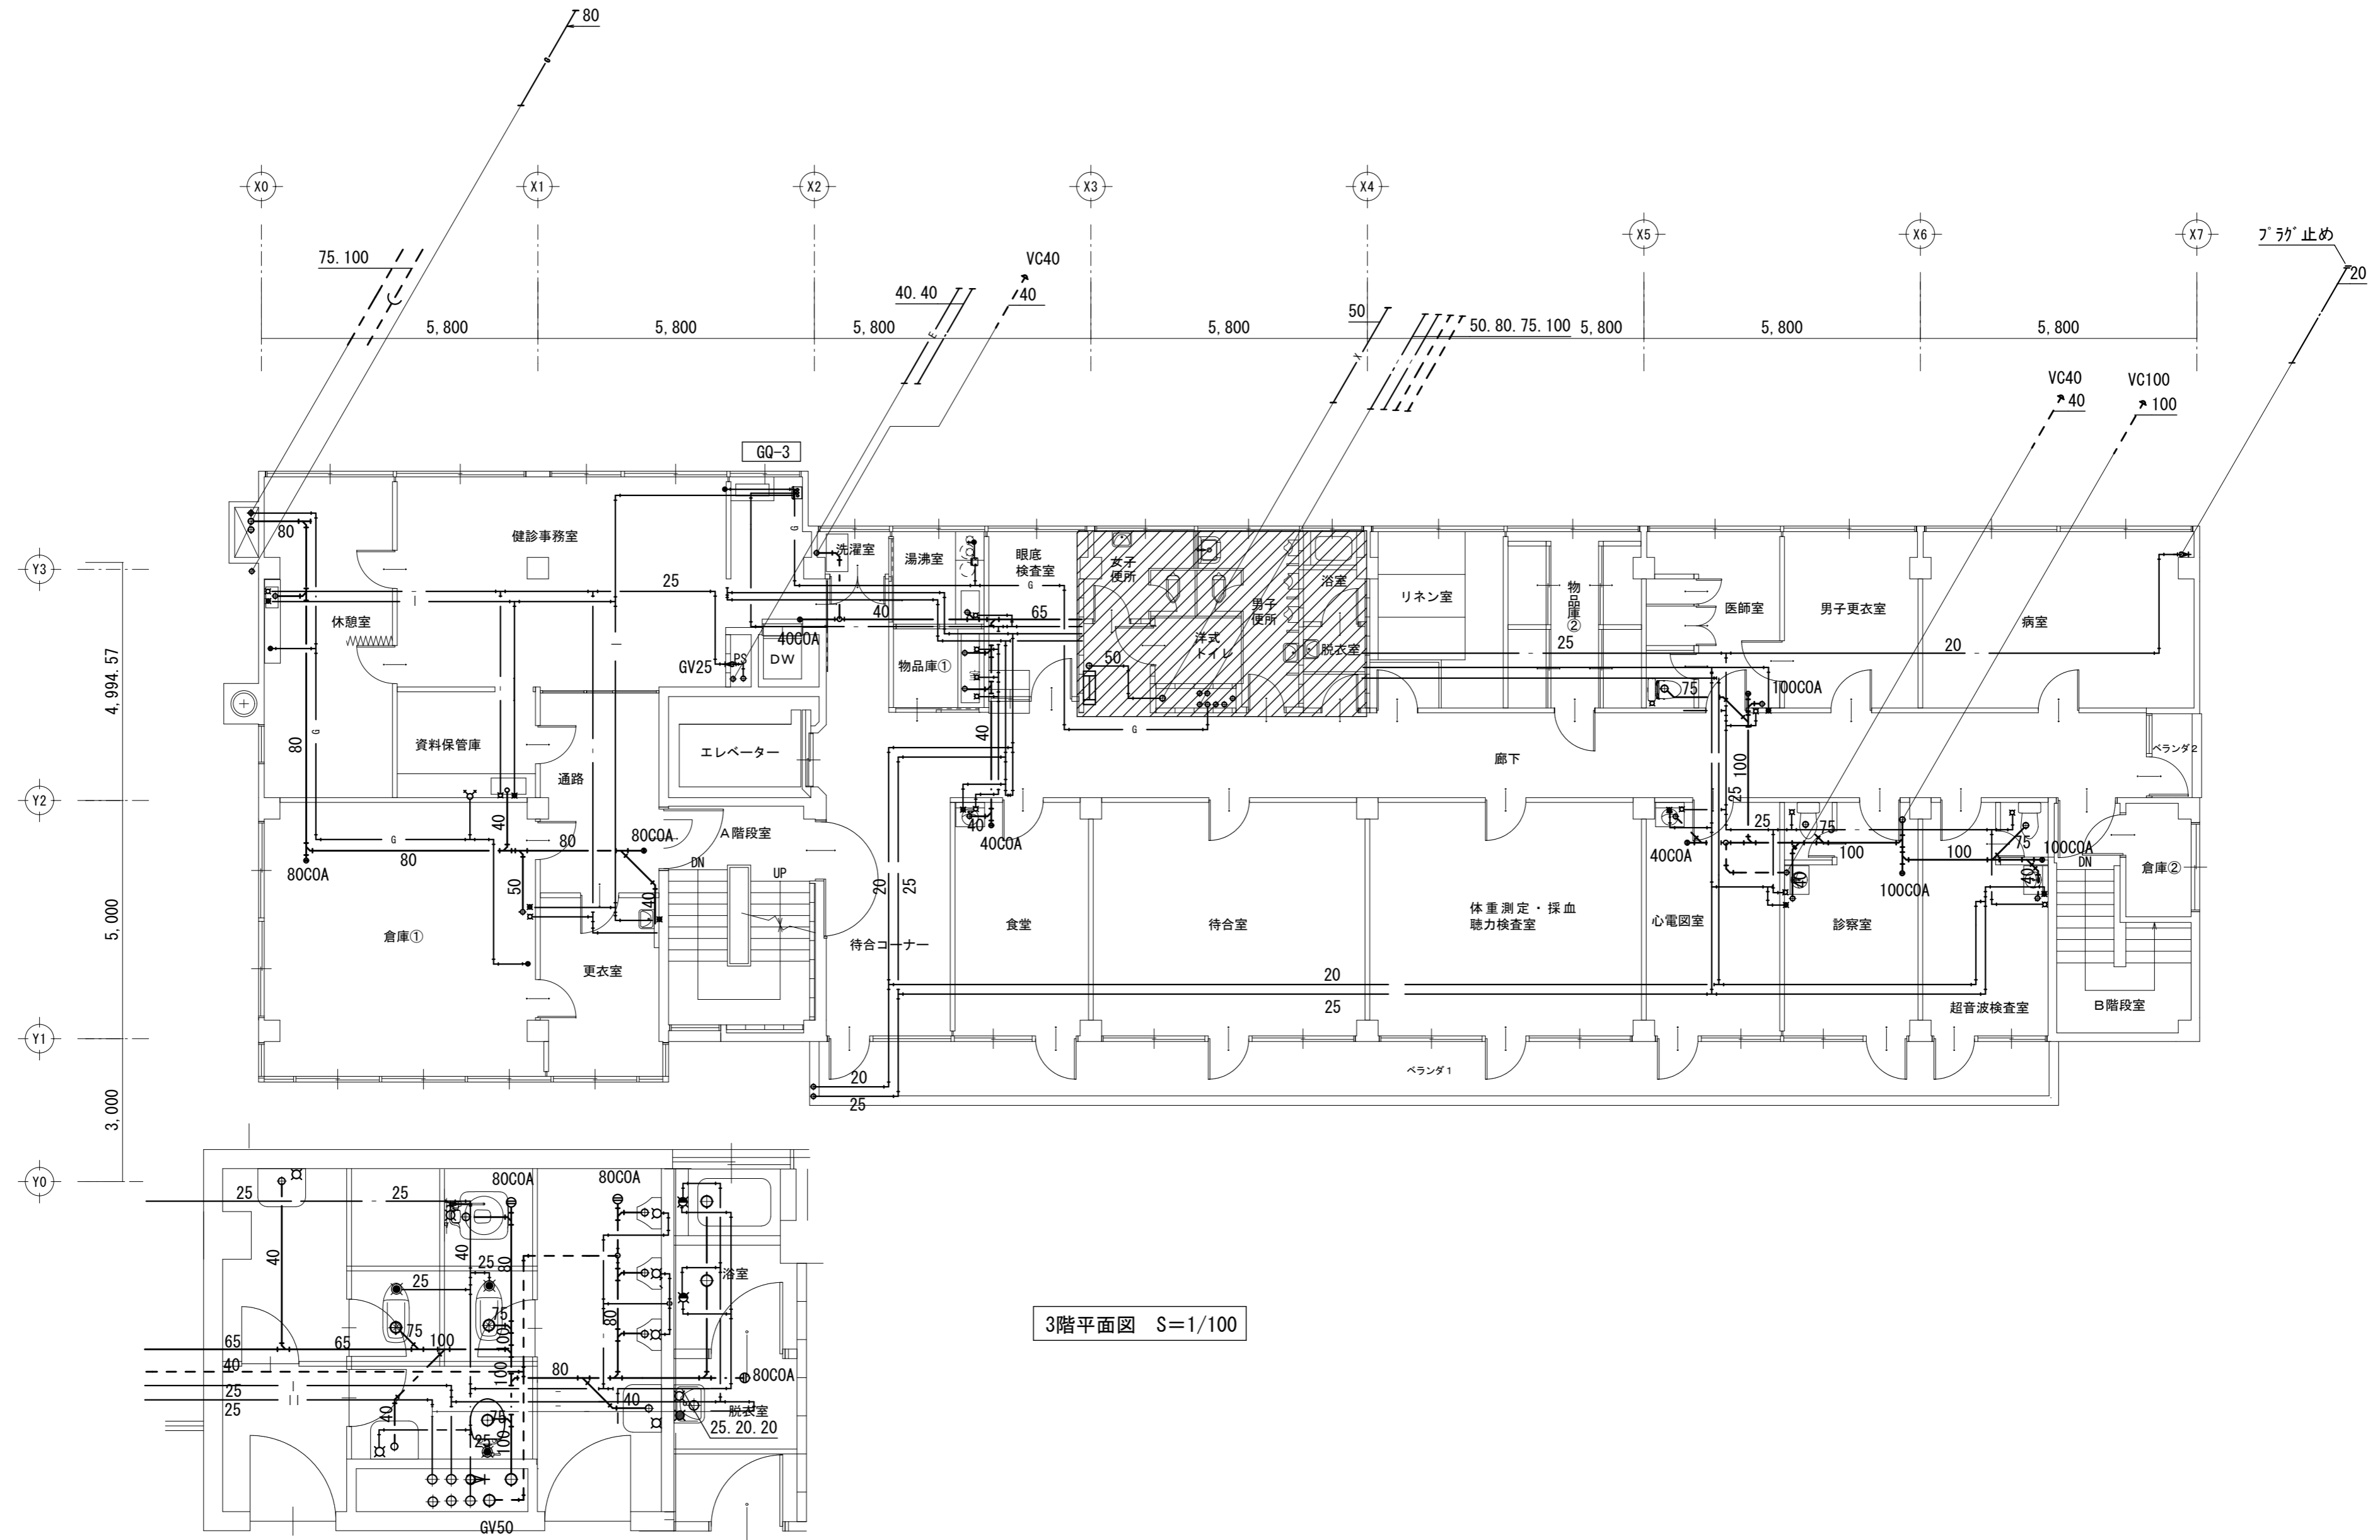 80
X0
X1
X2
X3
X4
X5
X6
X7
プラグ止め
20
75.100
40.40
VC40
40
50
50.80.75.100
5,800
5,800
5,800
5,800
5,800
5,800
5,800
VC40
40
VC100
100
GQ-3
Y3
Y2
Y1
Y0
4,994.57
5,000
3,000
80
健診事務室
洗濯室
湯沸室
眼底
検査室
女子
便所
浴室
男子
便所
洋式
トイレ
脱衣室
リネン室
物品庫②
医師室
男子更衣室
病室
休憩室
25
G
G
40
65
40COA
GV25
PS
DW
物品庫①
50
25
20
75
100COA
G
80
資料保管庫
通路
エレベーター
40
廊下
100
25
ベランダ2
G
40
80
80COA
A階段室
DN
UP
80COA
80
50
40
40
40COA
20
25
40COA
25
75
100
40
100COA
100
75
100COA
40
DN
倉庫②
倉庫①
更衣室
待合コーナー
食堂
待合室
体重測定・採血
聴力検査室
心電図室
診察室
超音波検査室
B階段室
20
25
ベランダ1
20
25
25
25
80COA
80COA
40
40
80
25
25
75
75
100
100
65
65
40
25
25
80
浴室
80
100
40
80COA
脱衣室
25.20.20
40
75
25
100
GV50
3階平面図 S=1/100